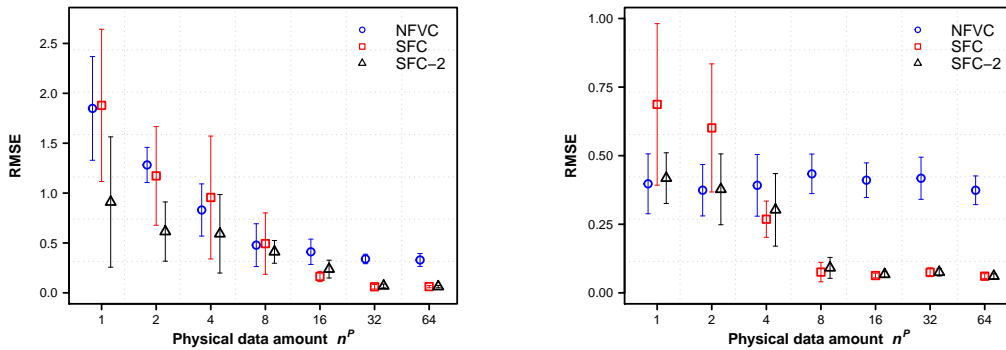 NFVC
SFC
SFC−2
RMSE
2.5
2.0
1.5
1.0
0.5
0.0
1 2 4 8 16 32 64
Physical data amount n^P
NFVC
SFC
SFC−2
RMSE
1.00
0.75
0.50
0.25
0.00
1 2 4 8 16 32 64
Physical data amount n^P